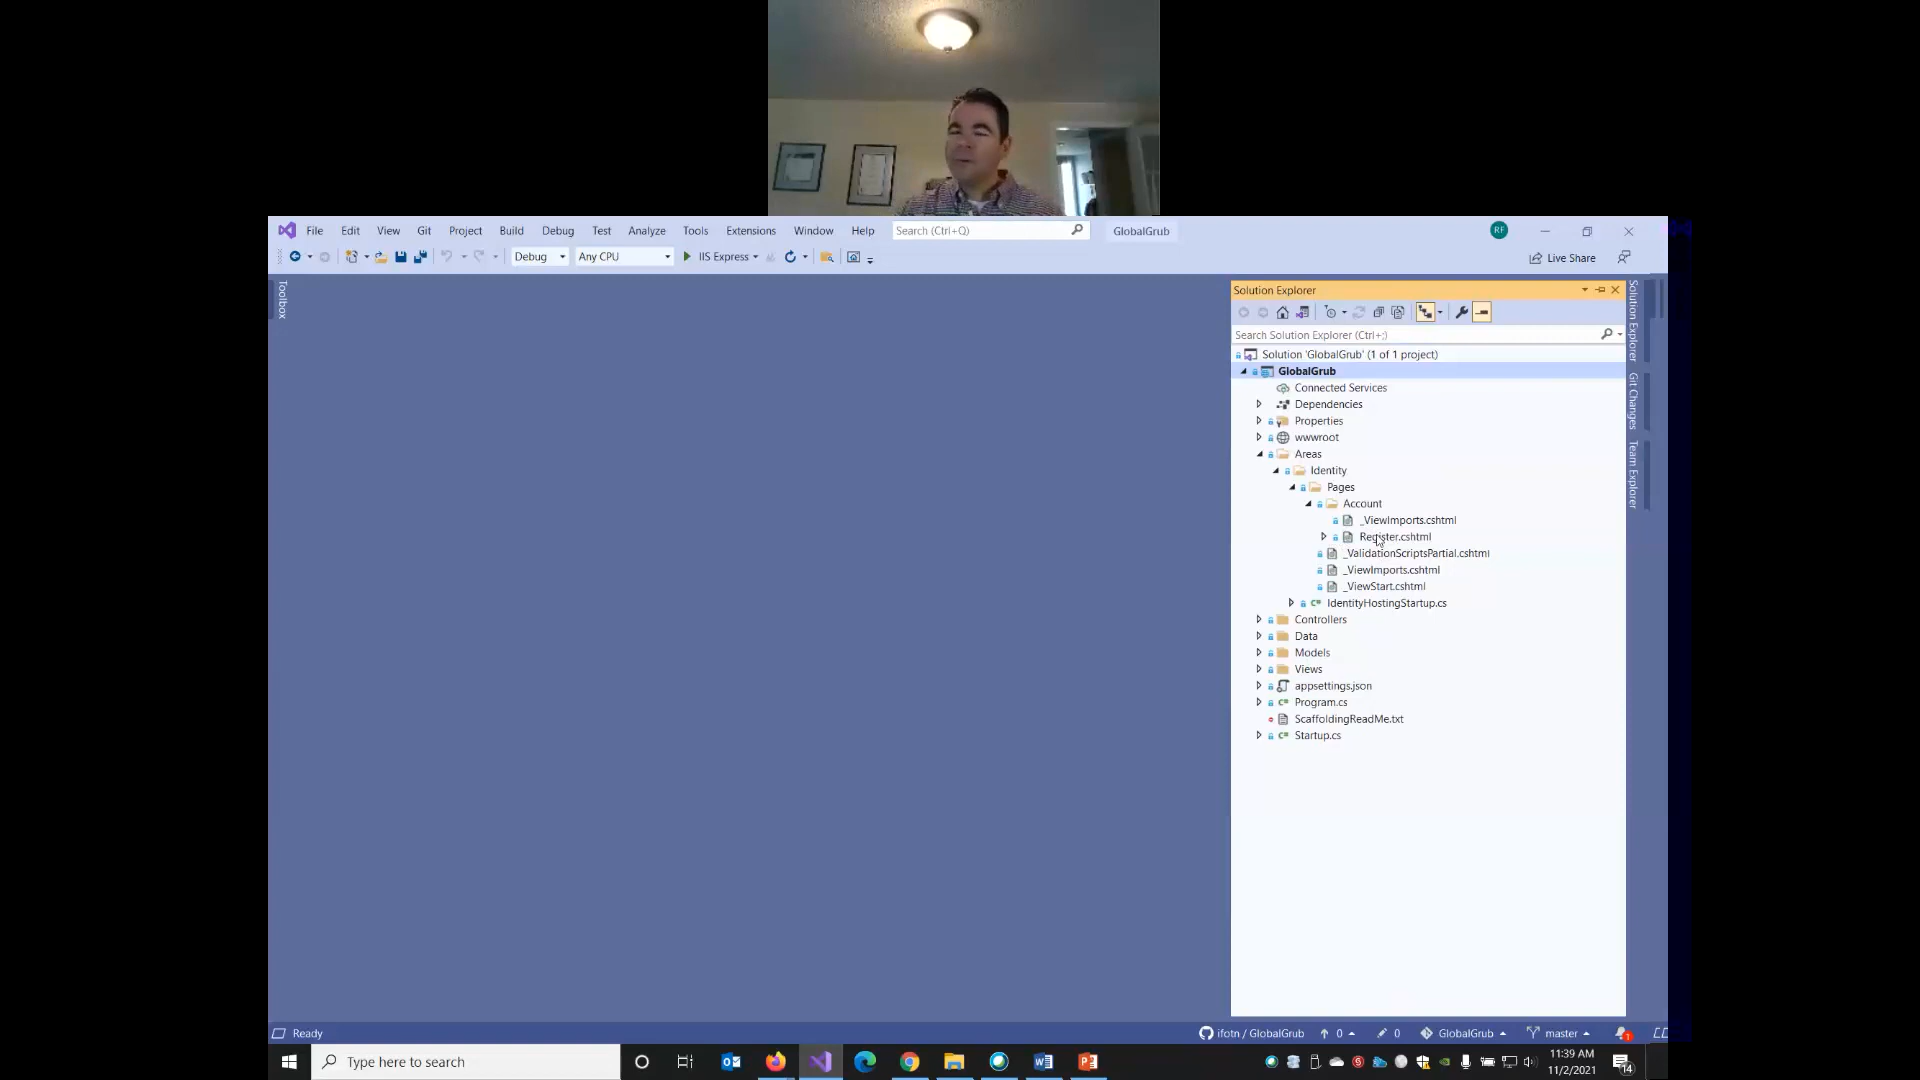 File Edit View Git Project Build Debug Test Analyze Tools Extensions Window Help Search (Ctrl+Q) GlobalGrub RF
Debug Any CPU IIS Express Live Share
Toolbox
Solution Explorer
Search Solution Explorer (Ctrl+;)
Solution 'GlobalGrub' (1 of 1 project)
GlobalGrub
Connected Services
Dependencies
Properties
wwwroot
Areas
Identity
Pages
Account
_ViewImports.cshtml
Register.cshtml
_ValidationScriptsPartial.cshtml
_ViewImports.cshtml
_ViewStart.cshtml
IdentityHostingStartup.cs
Controllers
Data
Models
Views
appsettings.json
Program.cs
ScaffoldingReadMe.txt
Startup.cs
Solution Explorer
Git Changes
Team Explorer
Ready ifotn / GlobalGrub 0 0 GlobalGrub master 1
Type here to search 11:39 AM
11/2/2021 14